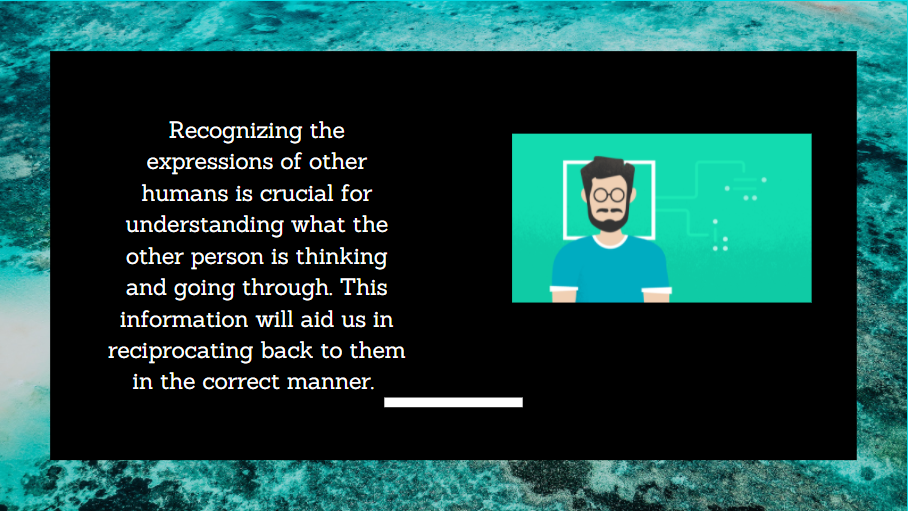 Recognizing the
expressions of other
humans is crucial for
understanding what the
other person is thinking
and going through. This
information will aid us in
reciprocating back to them
in the correct manner.